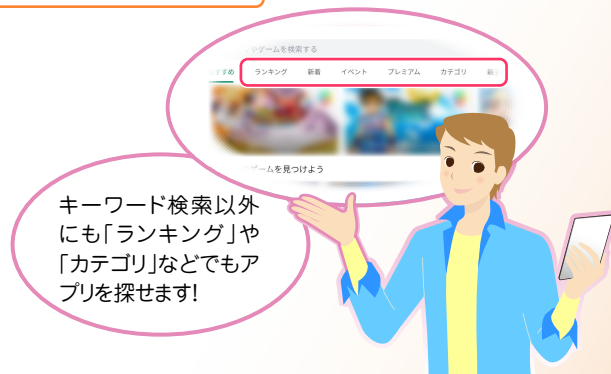 やゲームを検索する
すめ ランキング 新着 イベント プレミアム カテゴリ
ゲームを見つけよう
キーワード検索以外
にも「ランキング」や
「カテゴリ」などでもア
プリを探せます!